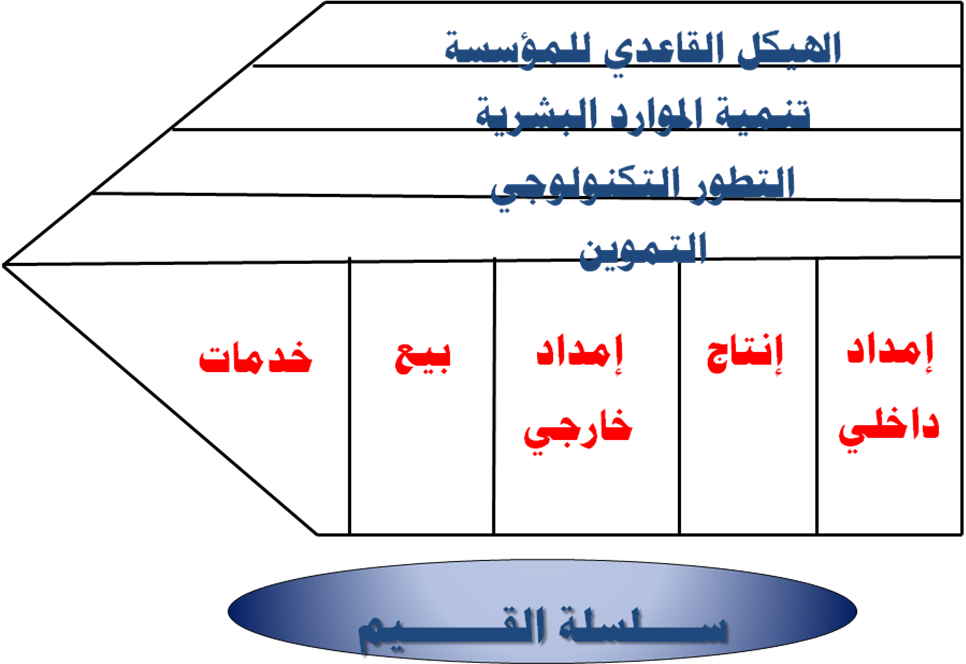 الهيكل القاعدي للمؤسسة
تنمية الموارد البشرية
التطور التكنولوجي
التموين
إمداد
داخلي
إنتاج
إمداد
خارجي
بيع
خدمات
سلسلة القيم